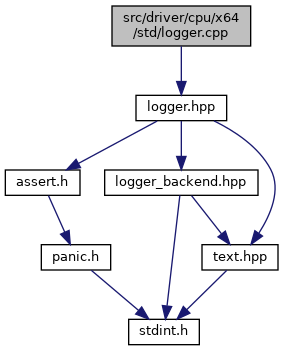 src/driver/cpu/x64
/std/logger.cpp
logger.hpp
assert.h
logger_backend.hpp
panic.h
text.hpp
stdint.h